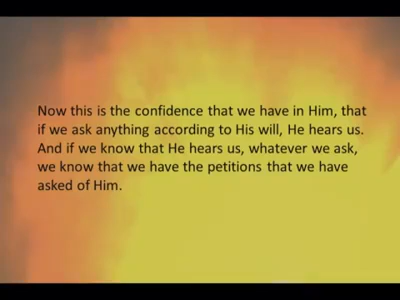 Now this is the confidence that we have in Him, that
if we ask anything according to His will, He hears us.
And if we know that He hears us, whatever we ask,
we know that we have the petitions that we have
asked of Him.